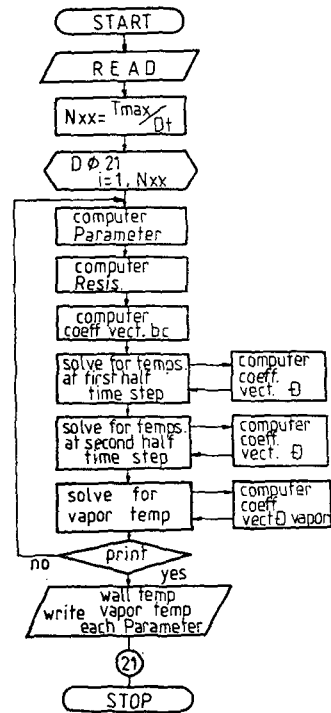 START
READ
Nxx= Tmax/Dt
DØ 21
i=1, Nxx
computer
Parameter
computer
Resis.
computer
coeff vect. bc
solve for temps.
at first half
time step
computer
coeff.
vect. D
solve for temps.
at second half
time step
computer
coeff.
vect. D
solve for
vapor temp
computer
coeff
vect D vapor
print
no
yes
wall temp
write vapor temp
each Parameter
21
STOP